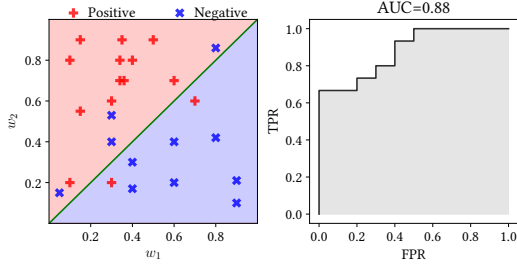 Positive Negative
AUC=0.88
0.8
0.6
0.4
0.2
w₂
0.2 0.4 0.6 0.8
w₁
1.0
0.8
0.6
0.4
0.2
0.0
TPR
0.0 0.2 0.4 0.6 0.8 1.0
FPR